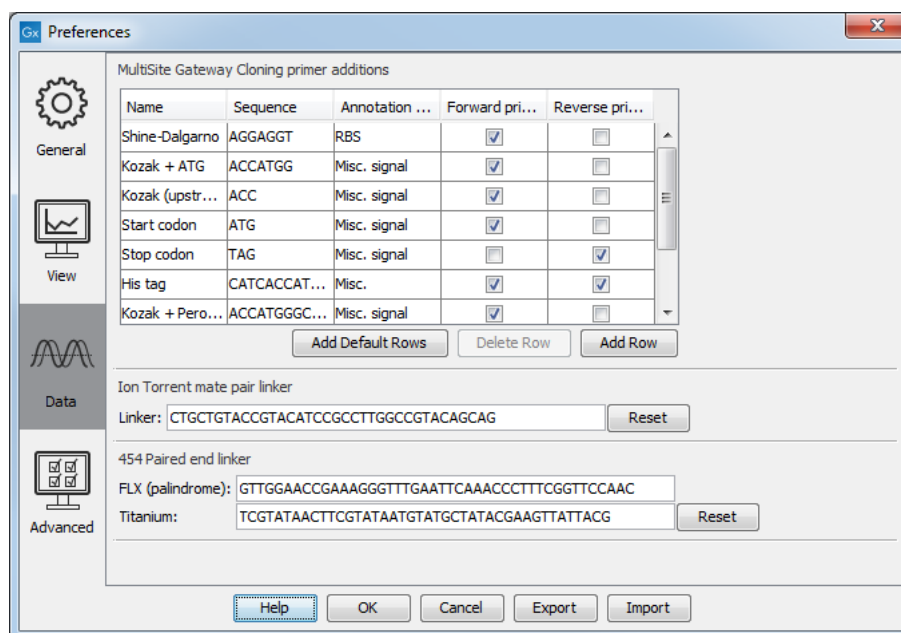 Gx Preferences
MultiSite Gateway Cloning primer additions
Name Sequence Annotation ... Forward pri... Reverse pri...
Shine-Dalgarno AGGAGGT RBS
General
Kozak + ATG ACCATGG Misc. signal
Kozak (upstr... ACC Misc. signal
Start codon ATG Misc. signal
Stop codon TAG Misc. signal
View
His tag CATCACCAT... Misc.
Kozak + Pero... ACCATGGGC... Misc. signal
Add Default Rows Delete Row Add Row
Ion Torrent mate pair linker
Data
Linker: CTGCTGTACCGTACATCCGCCTTGGCCGTACAGCAG Reset
454 Paired end linker
FLX (palindrome): GTTGGAACCGAAAGGGTTTGAATTCAAACCCTTTCGGTTCCAAC
Titanium: TCGTATAACTTCGTATAATGTATGCTATACGAAGTTATTACG Reset
Advanced
Help OK Cancel Export Import